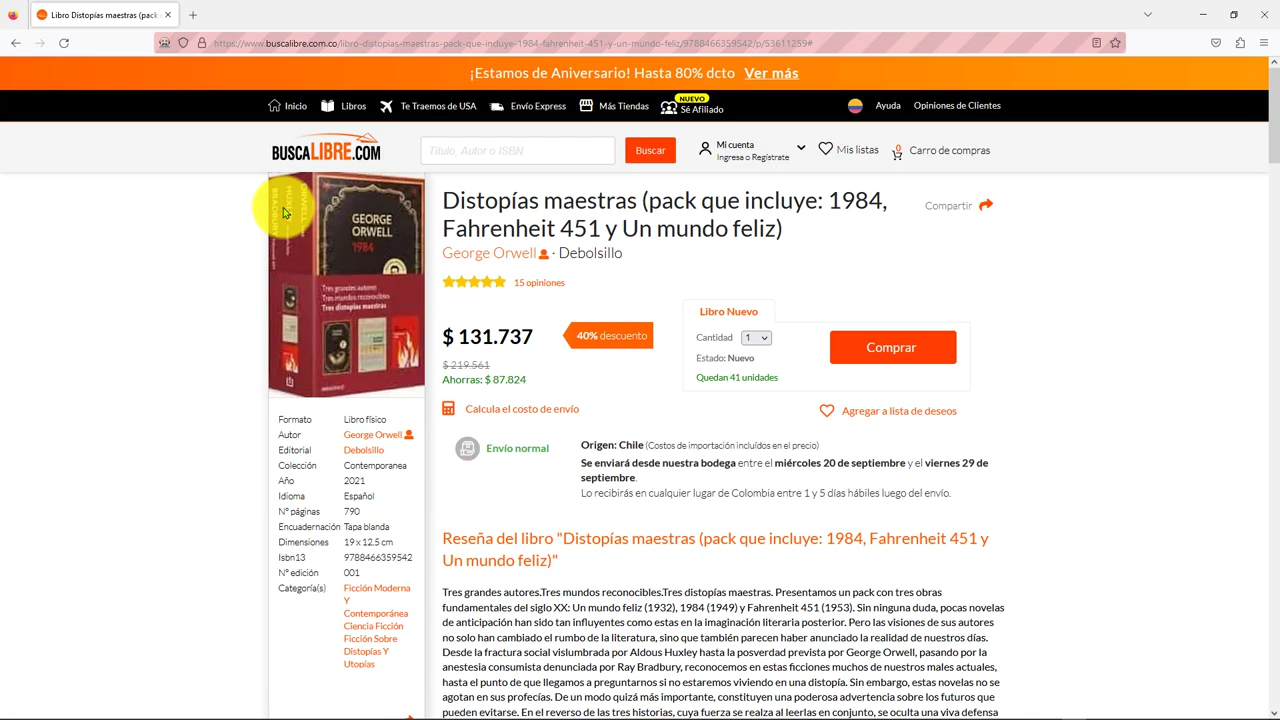 Libro Distopías maestras (pack
https://www.buscalibre.com.co/libro-distopias-maestras-pack-que-incluye-1984-fahrenheit-451-y-un-mundo-feliz/9788466359542/p/53611259#
¡Estamos de Aniversario! Hasta 80% dcto Ver más
NUEVO
Inicio Libros Te Traemos de USA Envío Express Más Tiendas Sé Afiliado Ayuda Opiniones de Clientes
BUSCALIBRE.COM
Título, Autor o ISBN
Buscar
Mi cuenta
Ingresa o Regístrate
Mis listas
0
Carro de compras
GEORGE
ORWELL
1984
Tres grandes autores
Tres mundos reconocibles
Tres distopías maestras
Distopías maestras (pack que incluye: 1984,
Fahrenheit 451 y Un mundo feliz)
Compartir
George Orwell · Debolsillo
15 opiniones
$ 131.737
40% descuento
$ 219.561
Ahorras: $ 87.824
Libro Nuevo
Cantidad 1
Estado: Nuevo
Quedan 41 unidades
Comprar
Calcula el costo de envío
Agregar a lista de deseos
Envío normal
Origen: Chile (Costos de importación incluídos en el precio)
Se enviará desde nuestra bodega entre el miércoles 20 de septiembre y el viernes 29 de
septiembre.
Lo recibirás en cualquier lugar de Colombia entre 1 y 5 días hábiles luego del envío.
Formato Libro físico
Autor George Orwell
Editorial Debolsillo
Colección Contemporanea
Año 2021
Idioma Español
N° páginas 790
Encuadernación Tapa blanda
Dimensiones 19 x 12.5 cm
Isbn13 9788466359542
N° edición 001
Categoría(s) Ficción Moderna
Y
Contemporánea
Ciencia Ficción
Ficción Sobre
Distopías Y
Utopías
Reseña del libro "Distopías maestras (pack que incluye: 1984, Fahrenheit 451 y
Un mundo feliz)"
Tres grandes autores.Tres mundos reconocibles.Tres distopías maestras. Presentamos un pack con tres obras
fundamentales del siglo XX: Un mundo feliz (1932), 1984 (1949) y Fahrenheit 451 (1953). Sin ninguna duda, pocas novelas
de anticipación han sido tan influyentes como estas en la imaginación literaria posterior. Pero las visiones de sus autores
no solo han cambiado el rumbo de la literatura, sino que también parecen haber anunciado la realidad de nuestros días.
Desde la fractura social vislumbrada por Aldous Huxley hasta la posverdad prevista por George Orwell, pasando por la
anestesia consumista denunciada por Ray Bradbury, reconocemos en estas ficciones muchos de nuestros males actuales,
hasta el punto de que llegamos a preguntarnos si no estaremos viviendo en una distopía. Sin embargo, estas novelas no se
agotan en sus profecías. De un modo quizá más importante, constituyen una poderosa advertencia sobre los futuros que
pueden evitarse. En el reverso de las tres historias, cuya fuerza se realza al leerlas en conjunto, se oculta una viva defensa